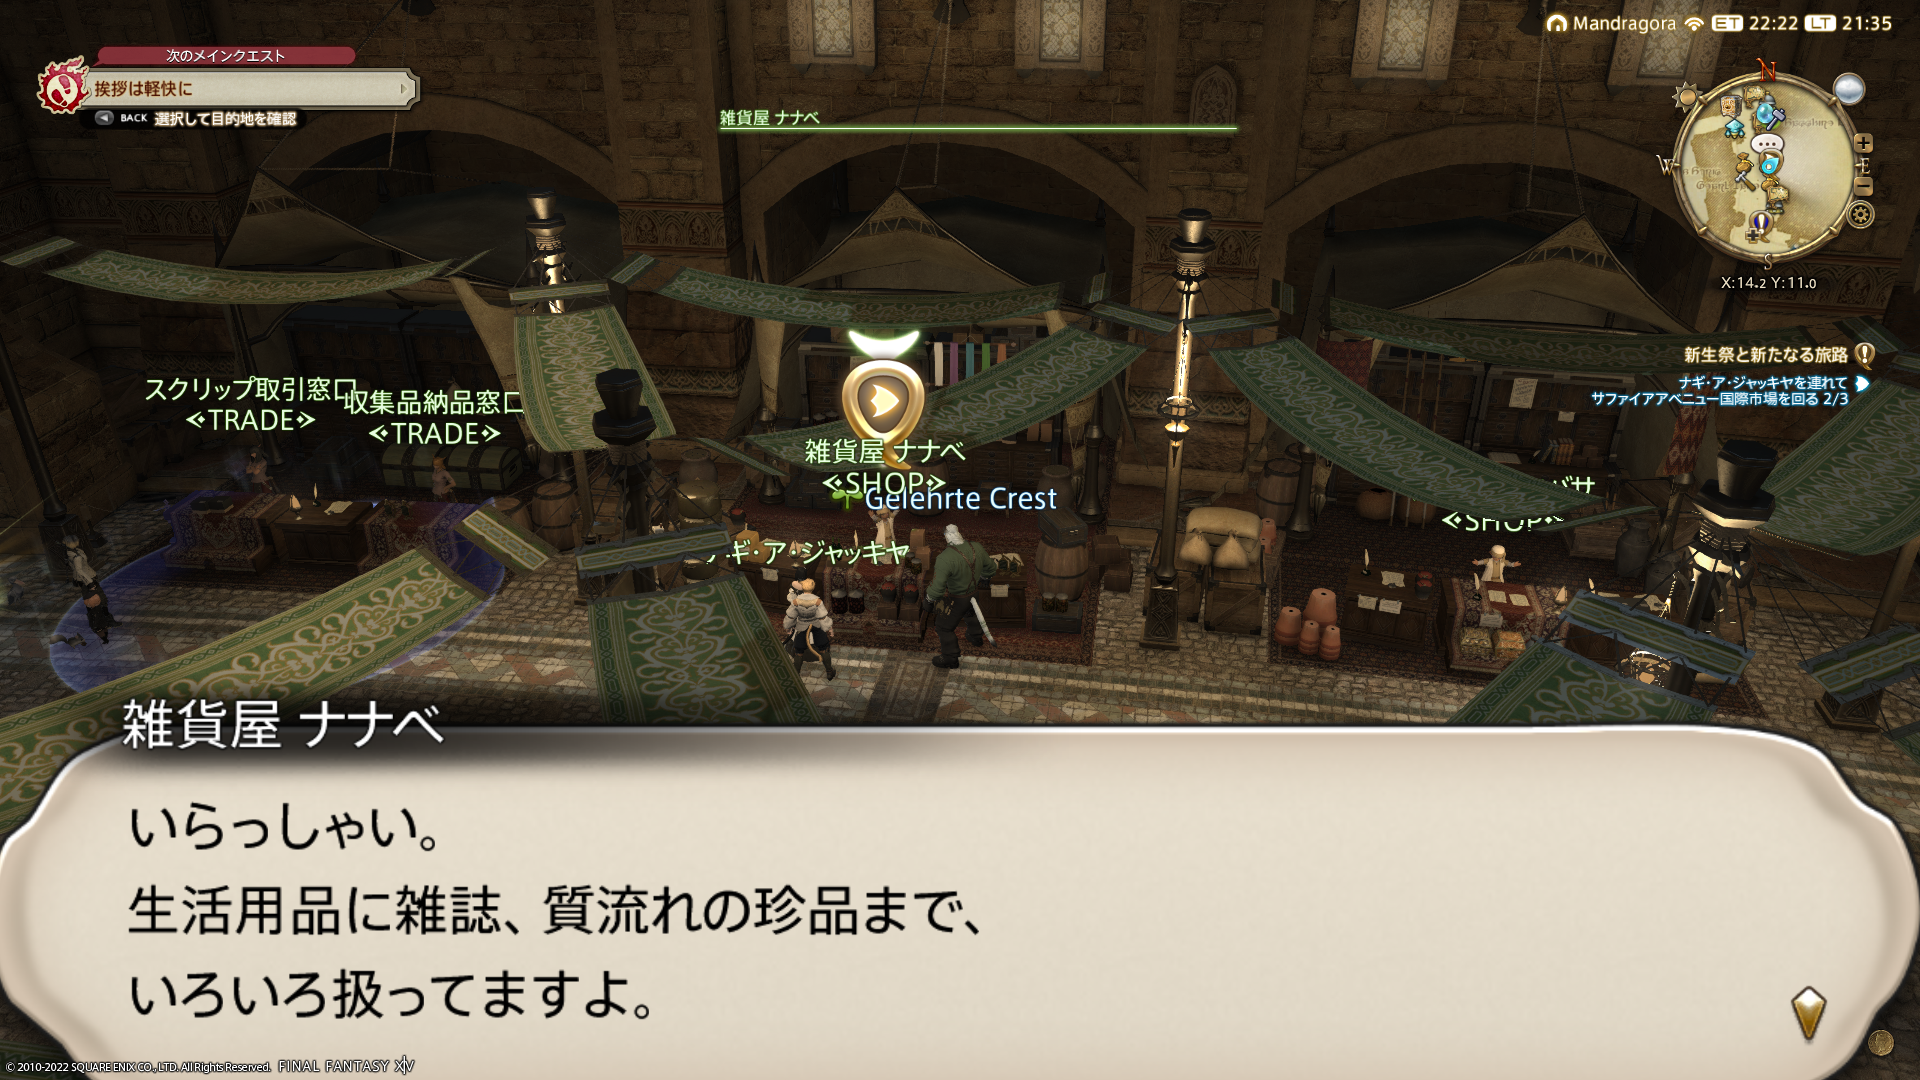 次のメインクエスト
挨拶は軽快に
BACK 選択して目的地を確認
雑貨屋 ナナベ
Mandragora ET 22:22 LT 21:35
N
W
E
S
X:14.2 Y:11.0
新生祭と新たなる旅路
ナギ・ア・ジャッキヤを連れて
サファイアアベニュー国際市場を回る 2/3
スクリップ取引窓口
<TRADE>
収集品納品窓口
<TRADE>
雑貨屋 ナナベ
<SHOP>
Gelehrte Crest
ギ・ア・ジャッキヤ
バサ
<SHOP>
雑貨屋 ナナベ
いらっしゃい。
生活用品に雑誌、質流れの珍品まで、
いろいろ扱ってますよ。
© 2010-2022 SQUARE ENIX CO., LTD. All Rights Reserved. FINAL FANTASY XIV